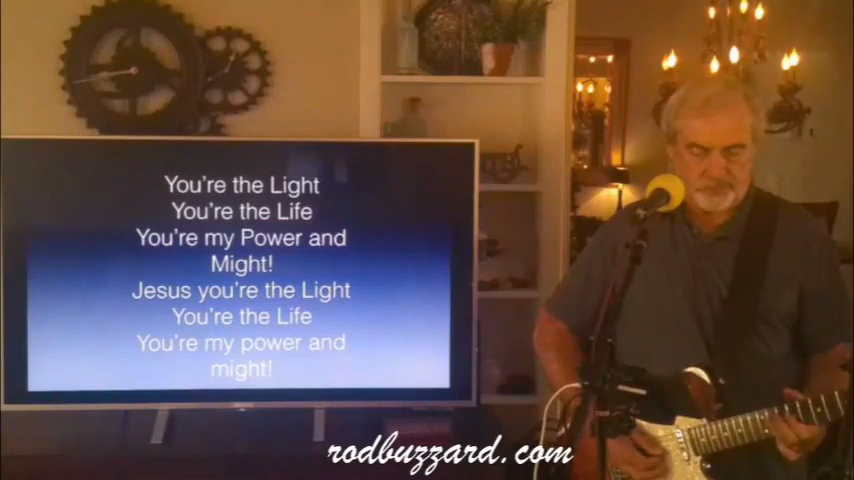 You're the Light
You're the Life
You're my Power and
Might!
Jesus you're the Light
You're the Life
You're my power and
might!
rodbuzzard.com